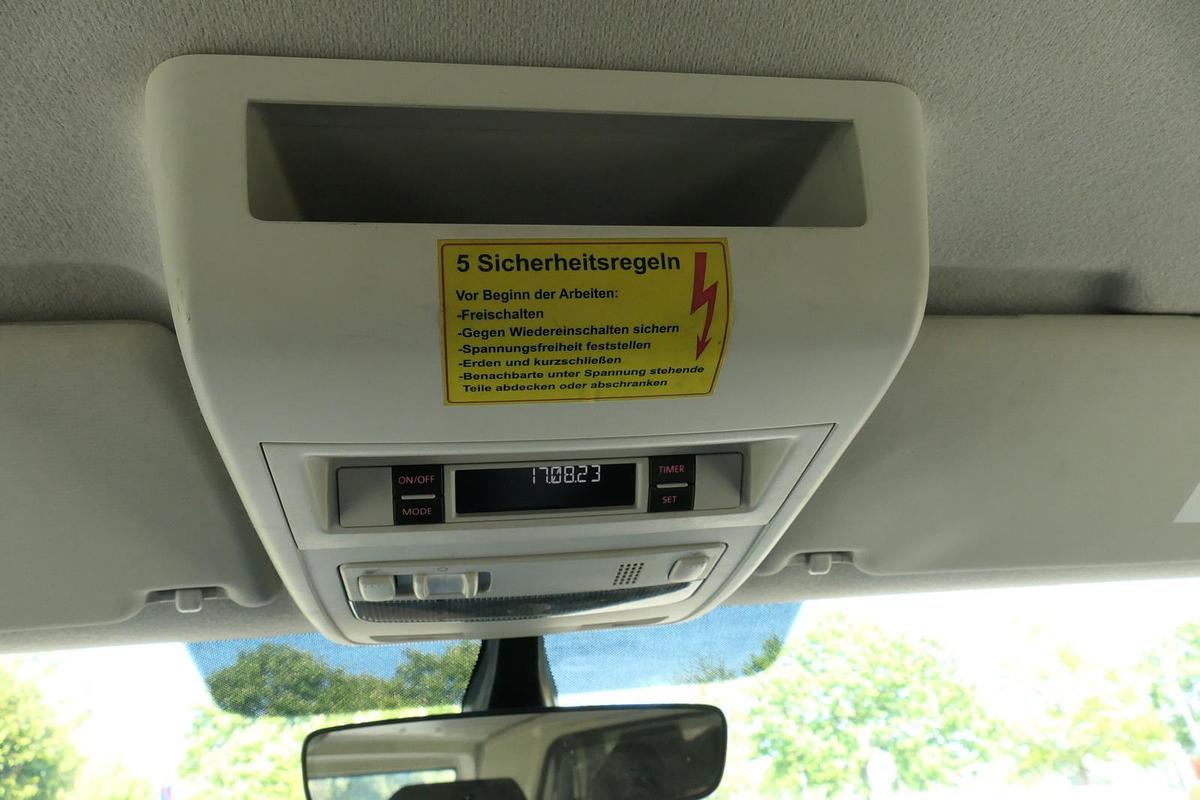 5 Sicherheitsregeln
Vor Beginn der Arbeiten:
-Freischalten
-Gegen Wiedereinschalten sichern
-Spannungsfreiheit feststellen
-Erden und kurzschließen
-Benachbarte unter Spannung stehende
Teile abdecken oder abschranken
ON/OFF
MODE
17.08.23
TIMER
SET